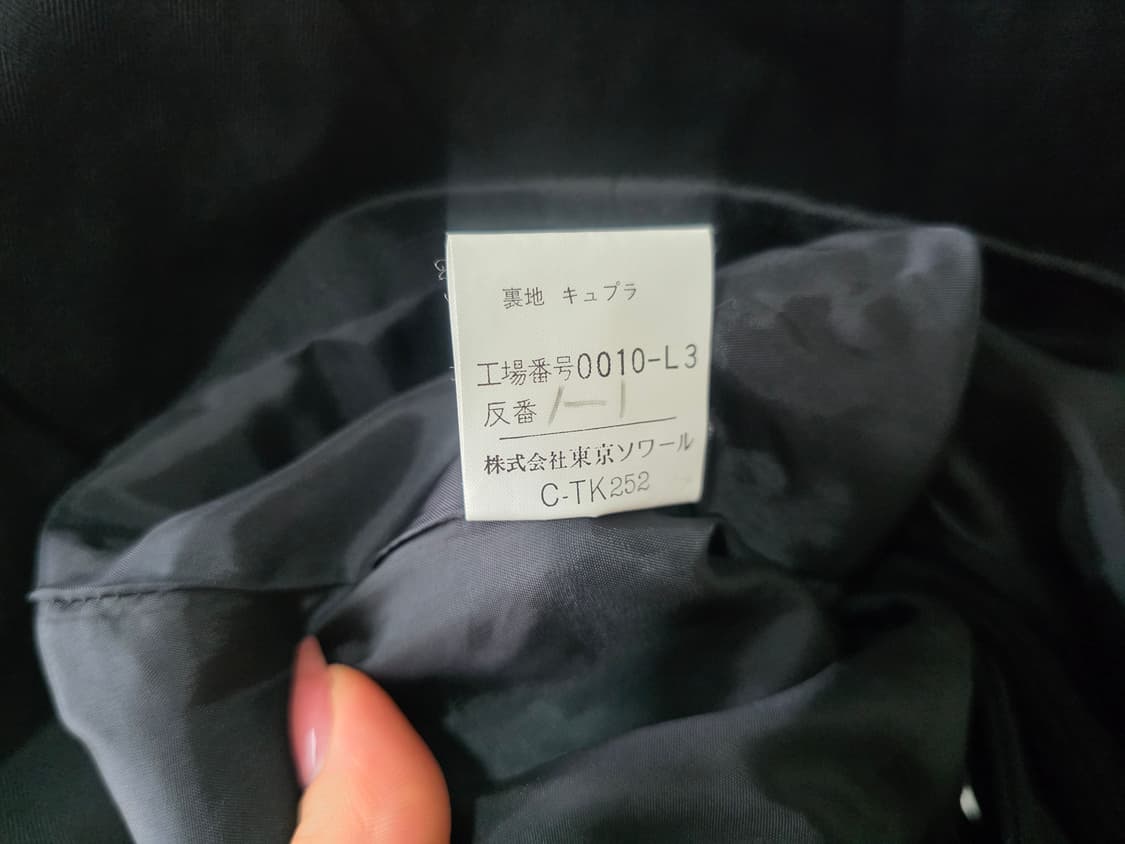 裏地 キュプラ
工場番号0010-L3
反番 1-1
株式会社東京ソワール
C-TK252